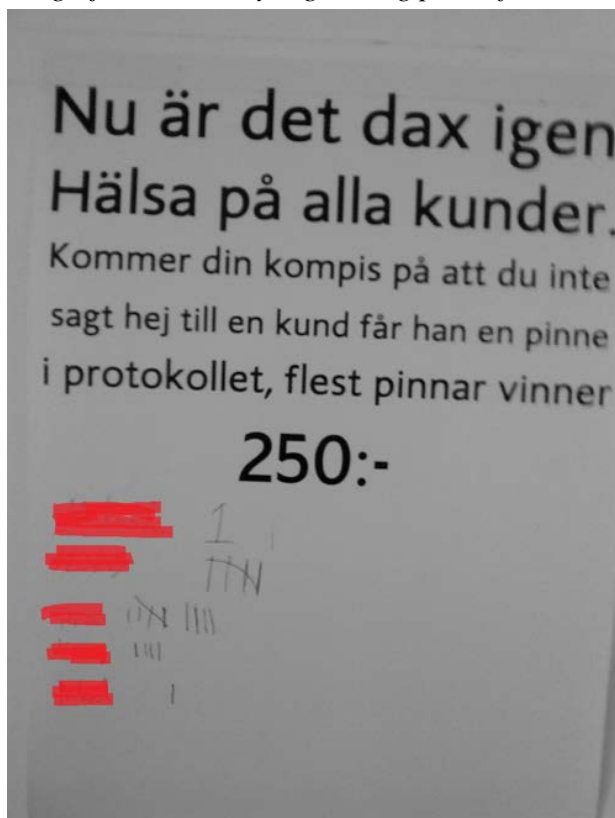 Nu är det dax igen
Hälsa på alla kunder.
Kommer din kompis på att du inte
sagt hej till en kund får han en pinne
i protokollet, flest pinnar vinner
250:-
1